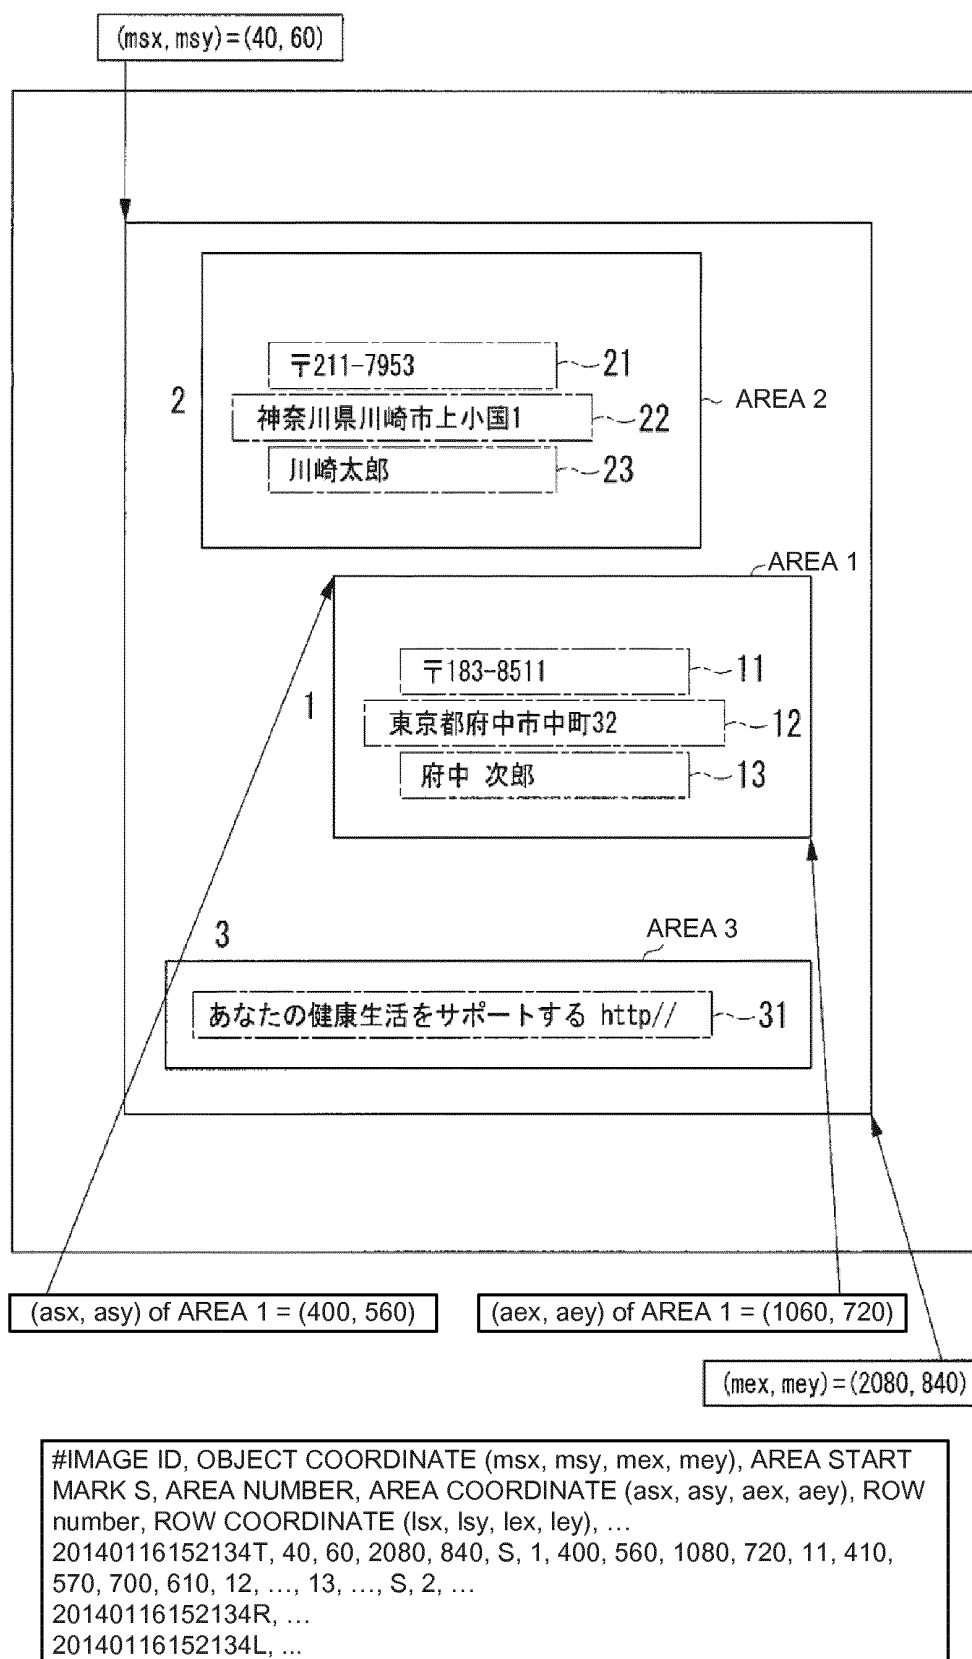 (msx, msy)=(40, 60)
〒211-7953
21
2
神奈川県川崎市上小国1
22
AREA 2
川崎太郎
23
AREA 1
〒183-8511
11
1
東京都府中市中町32
12
府中 次郎
13
3
AREA 3
あなたの健康生活をサポートする http//
31
(asx, asy) of AREA 1 = (400, 560)
(aex, aey) of AREA 1 = (1060, 720)
(mex, mey)=(2080, 840)
#IMAGE ID, OBJECT COORDINATE (msx, msy, mex, mey), AREA START
MARK S, AREA NUMBER, AREA COORDINATE (asx, asy, aex, aey), ROW
number, ROW COORDINATE (lsx, lsy, lex, ley), …
20140116152134T, 40, 60, 2080, 840, S, 1, 400, 560, 1080, 720, 11, 410,
570, 700, 610, 12, …, 13, …, S, 2, …
20140116152134R, …
20140116152134L, ...